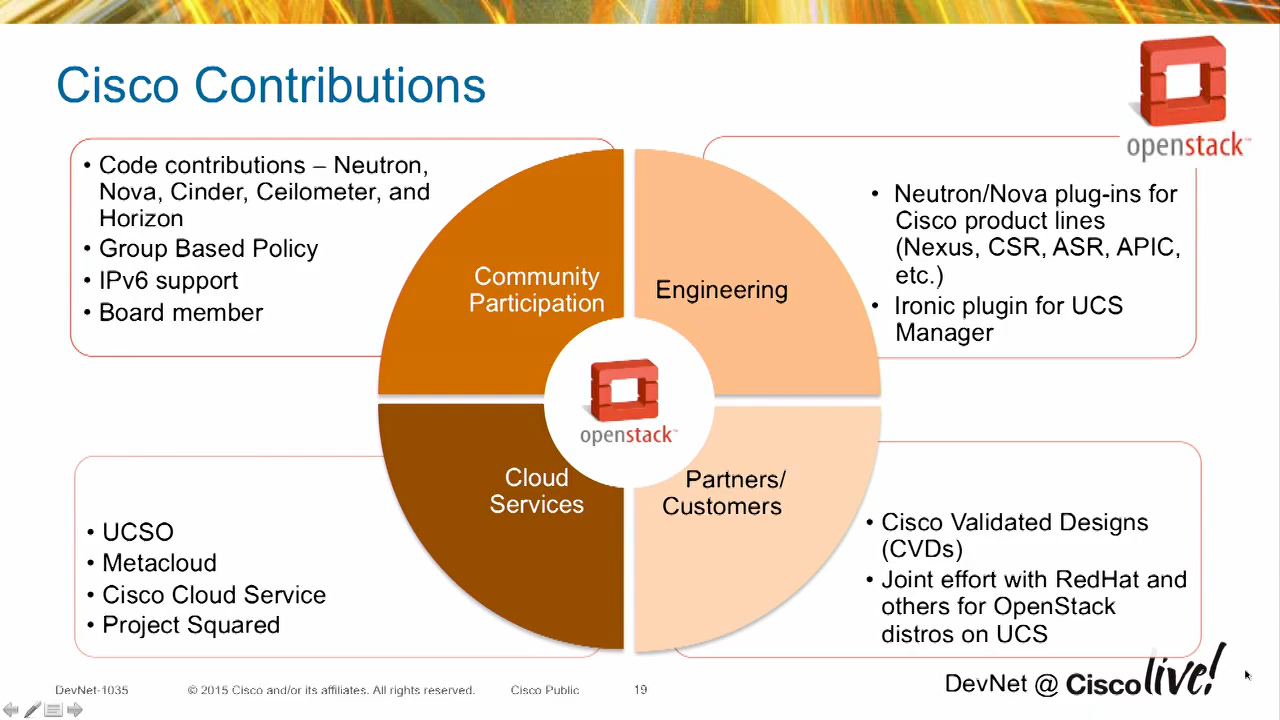 Cisco Contributions
openstack™
• Code contributions – Neutron,
Nova, Cinder, Ceilometer, and
Horizon
• Group Based Policy
• IPv6 support
• Board member
Community
Participation
Engineering
• Neutron/Nova plug-ins for
Cisco product lines
(Nexus, CSR, ASR, APIC,
etc.)
• Ironic plugin for UCS
Manager
openstack™
Cloud
Services
Partners/
Customers
• UCSO
• Metacloud
• Cisco Cloud Service
• Project Squared
• Cisco Validated Designs
(CVDs)
• Joint effort with RedHat and
others for OpenStack
distros on UCS
DevNet-1035
© 2015 Cisco and/or its affiliates. All rights reserved.
Cisco Public
19
DevNet @ Cisco live!